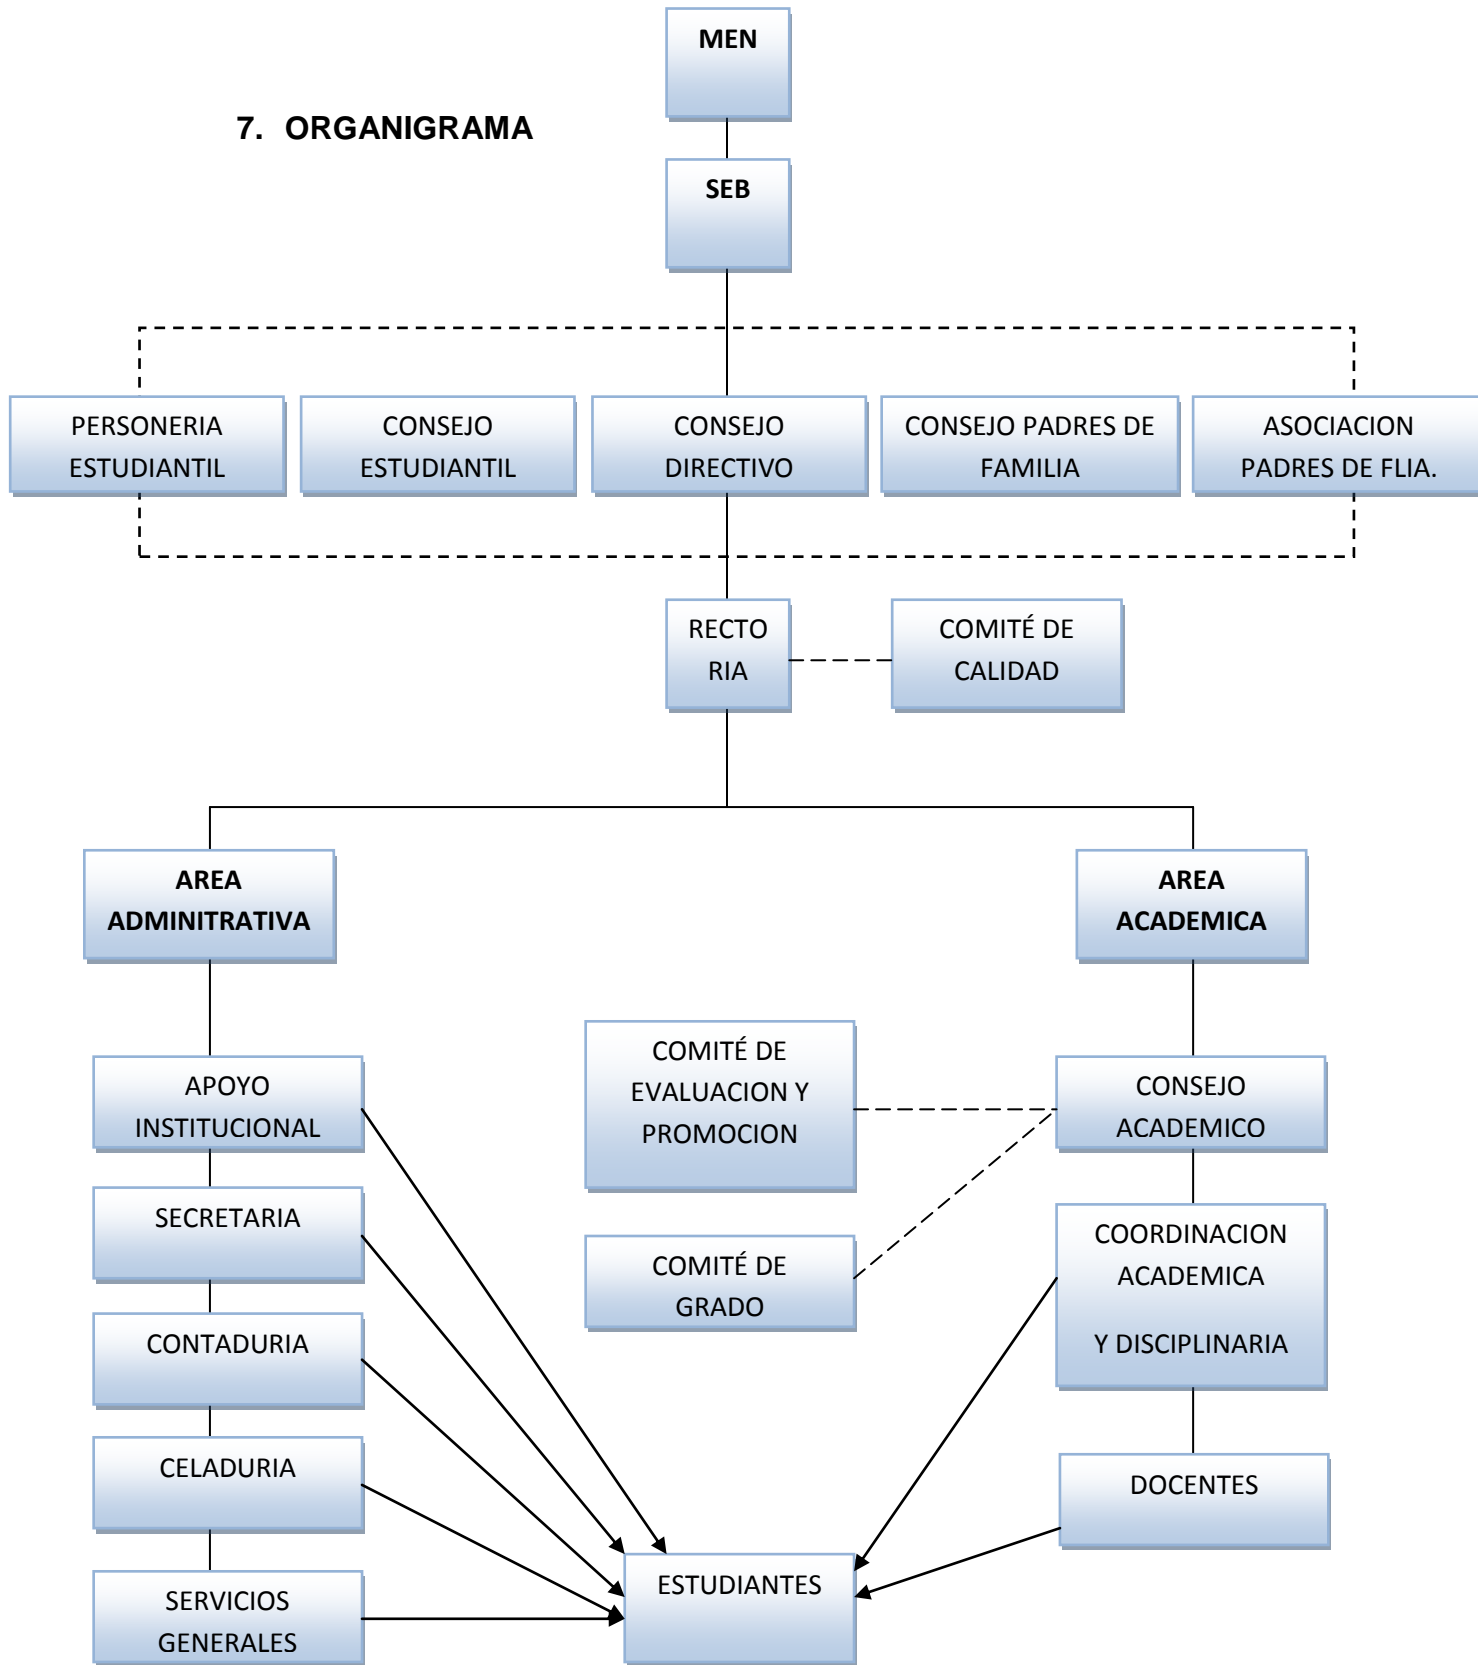 MEN
7. ORGANIGRAMA
SEB
PERSONERIA
ESTUDIANTIL
CONSEJO
ESTUDIANTIL
CONSEJO
DIRECTIVO
CONSEJO PADRES DE
FAMILIA
ASOCIACION
PADRES DE FLIA.
RECTO
RIA
COMITÉ DE
CALIDAD
AREA
ADMINITRATIVA
AREA
ACADEMICA
APOYO
INSTITUCIONAL
SECRETARIA
CONTADURIA
CELADURIA
SERVICIOS
GENERALES
COMITÉ DE
EVALUACION Y
PROMOCION
COMITÉ DE
GRADO
CONSEJO
ACADEMICO
COORDINACION
ACADEMICA
Y DISCIPLINARIA
DOCENTES
ESTUDIANTES